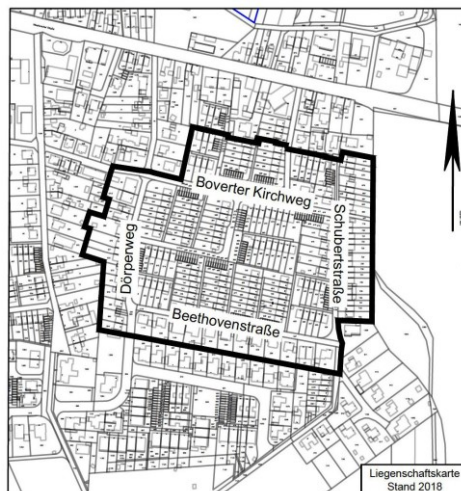 Boverter Kirchweg
Schubertstraße
Dörperweg
Beethovenstraße
Liegenschaftskarte
Stand 2018